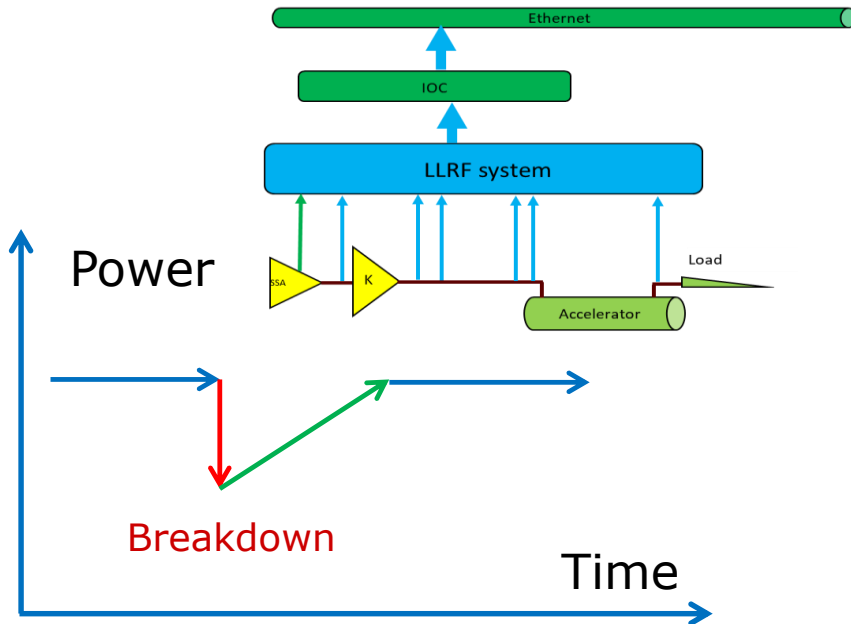 Ethernet
IOC
LLRF system
Power
SSA
K
Load
Accelerator
Breakdown
Time